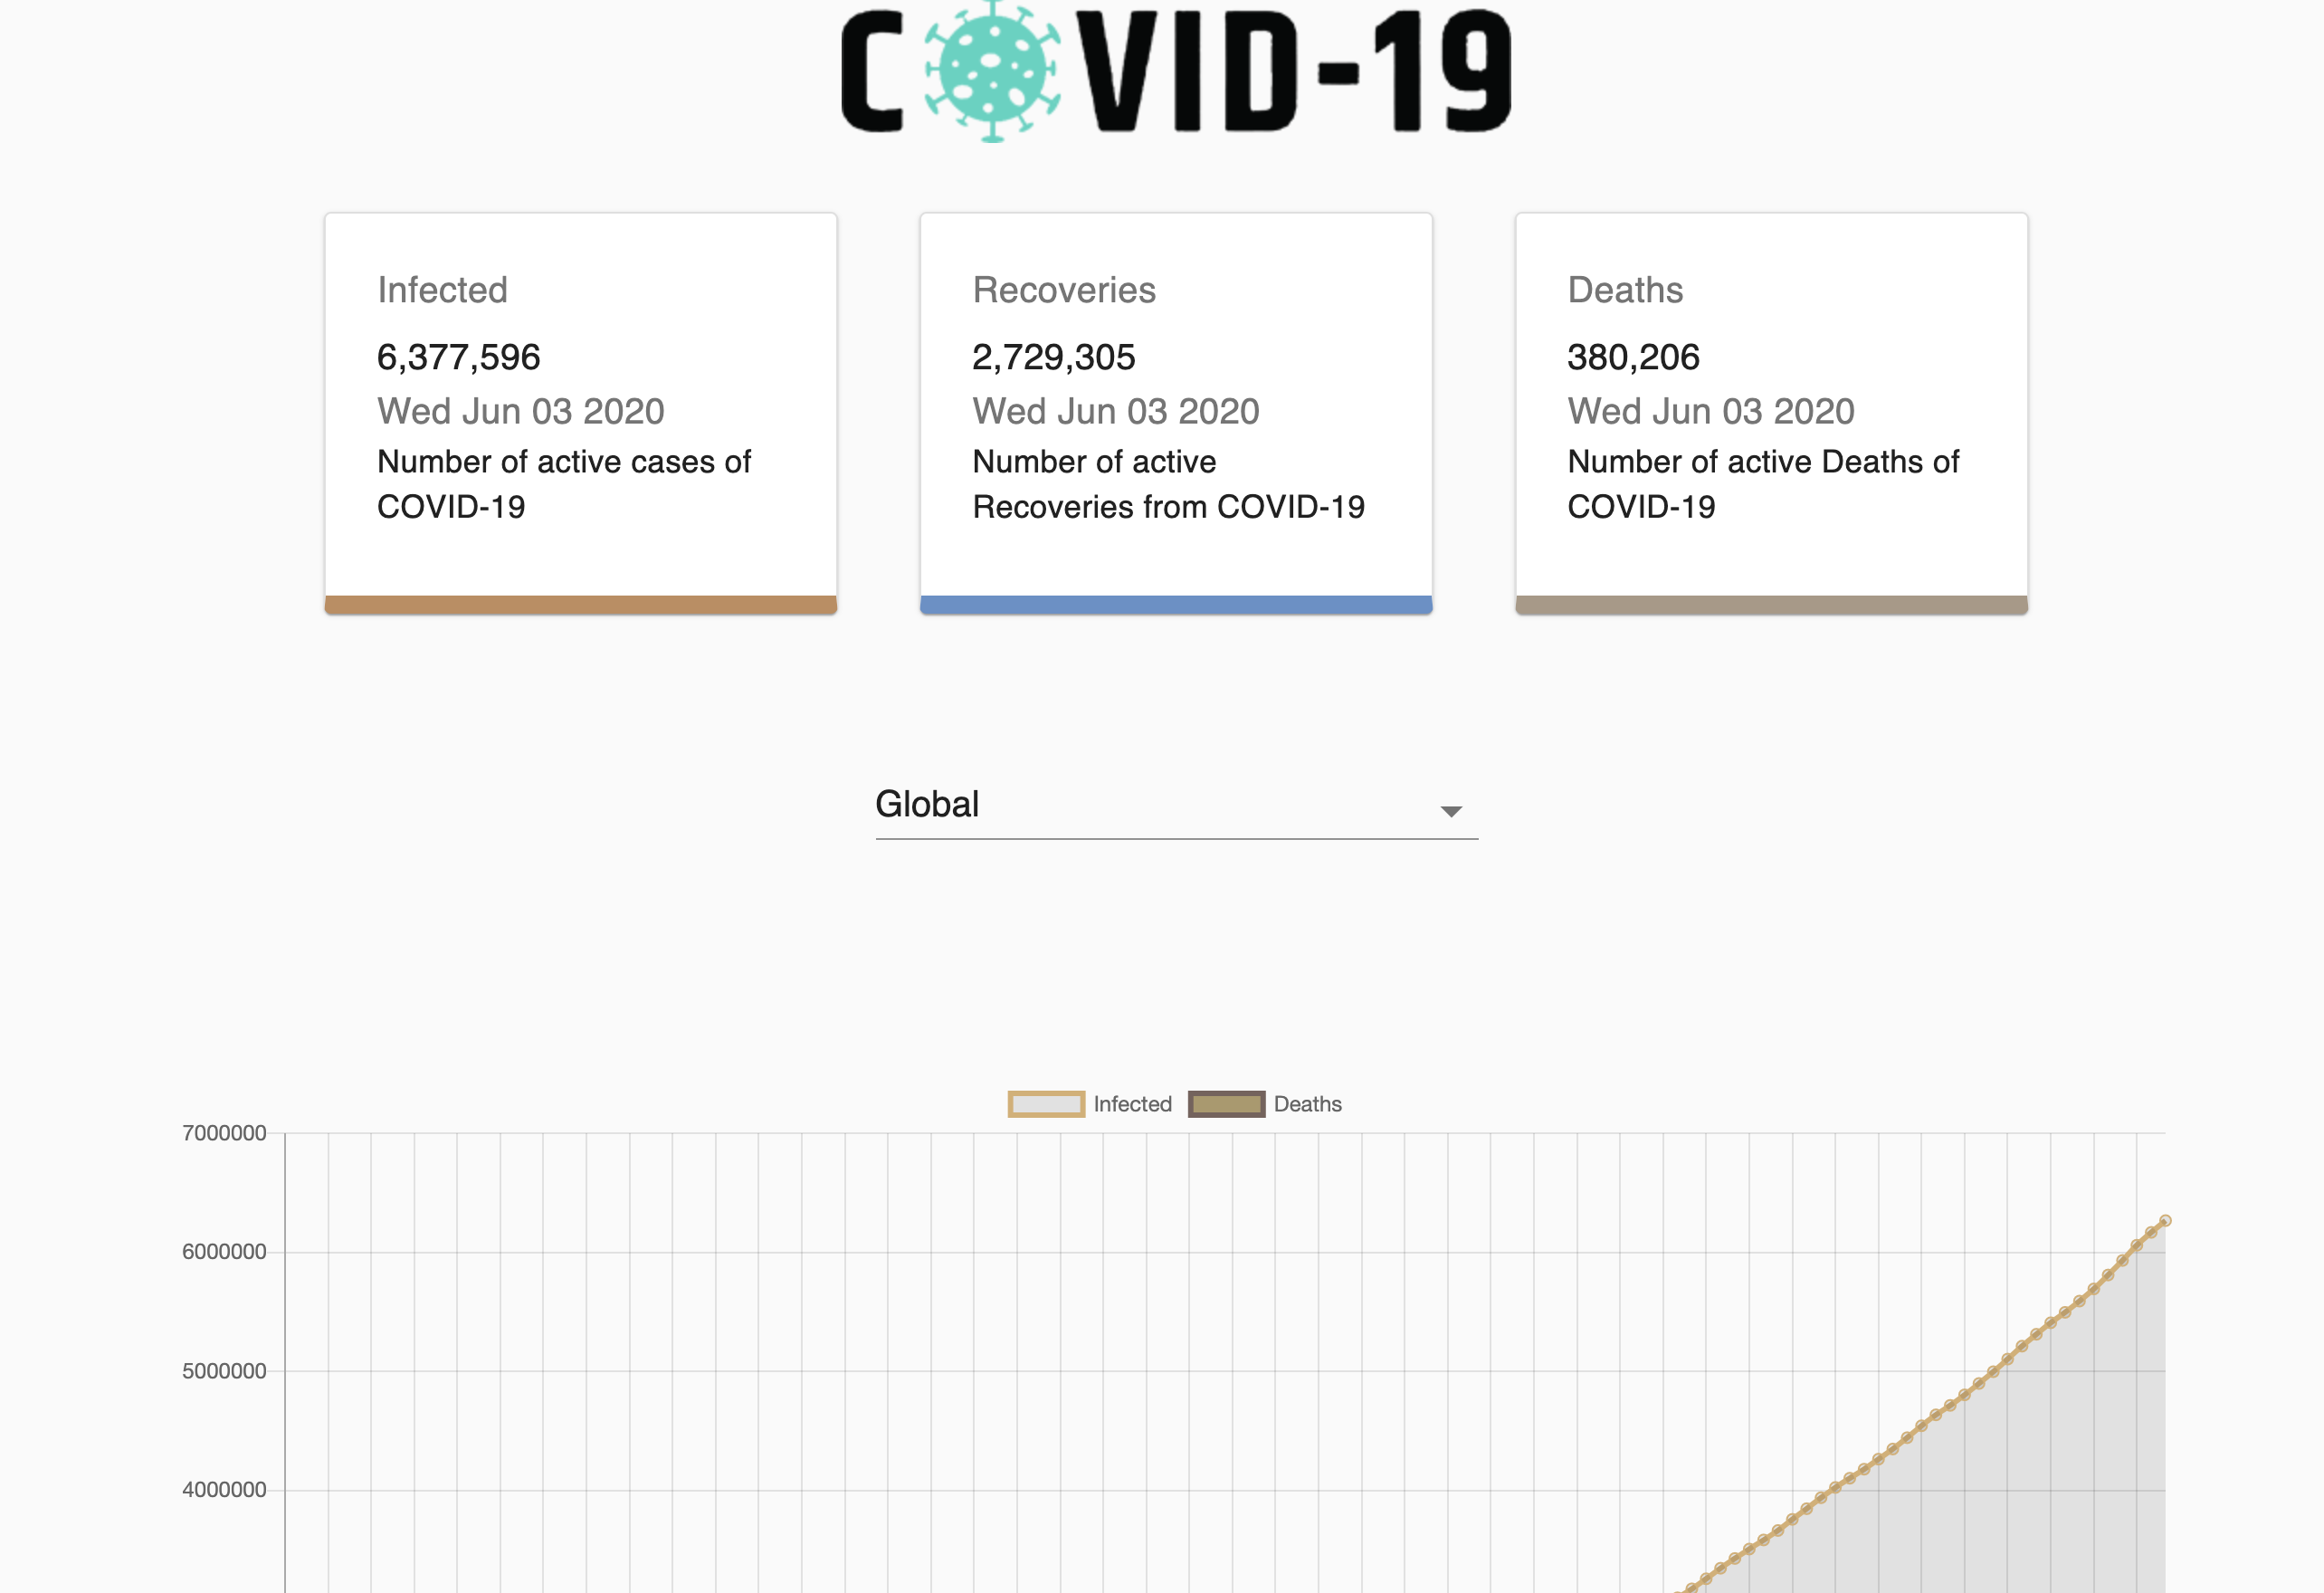 COVID-19
Infected
6,377,596
Wed Jun 03 2020
Number of active cases of
COVID-19
Recoveries
2,729,305
Wed Jun 03 2020
Number of active
Recoveries from COVID-19
Deaths
380,206
Wed Jun 03 2020
Number of active Deaths of
COVID-19
Global
Infected Deaths
7000000
6000000
5000000
4000000